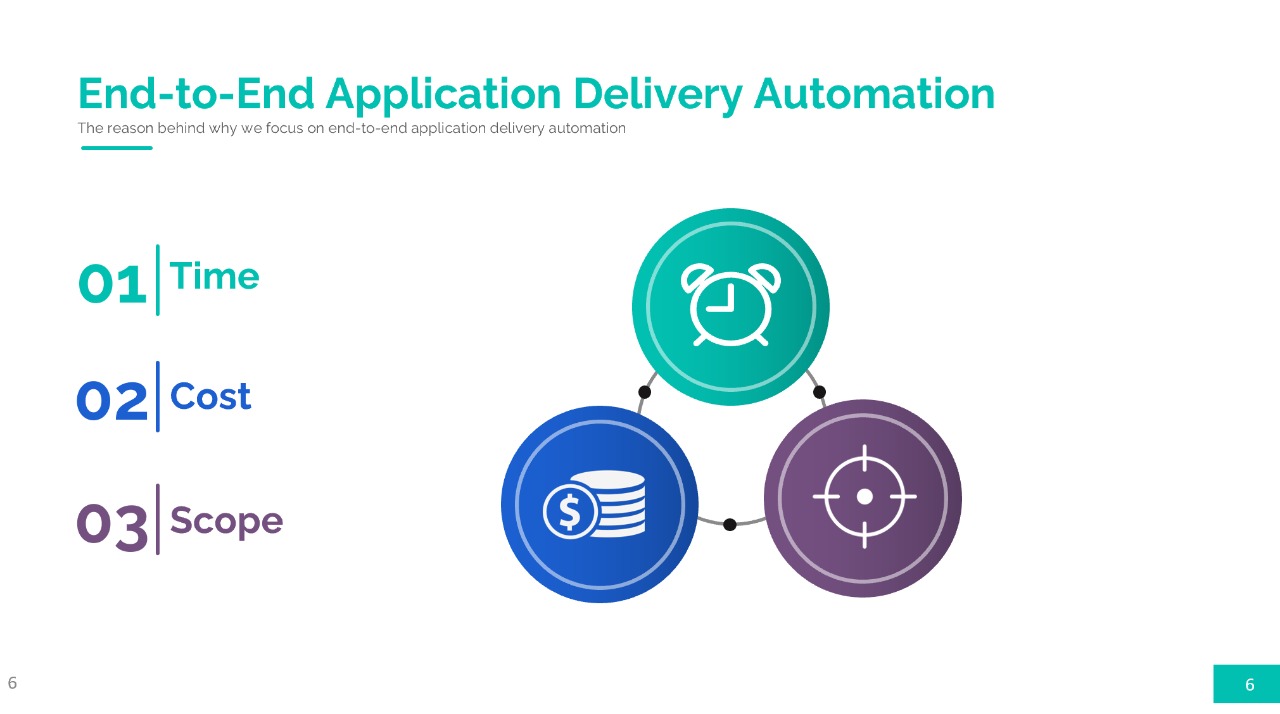 End-to-End Application Delivery Automation
The reason behind why we focus on end-to-end application delivery automation
01 Time
02 Cost
03 Scope
$
6
6